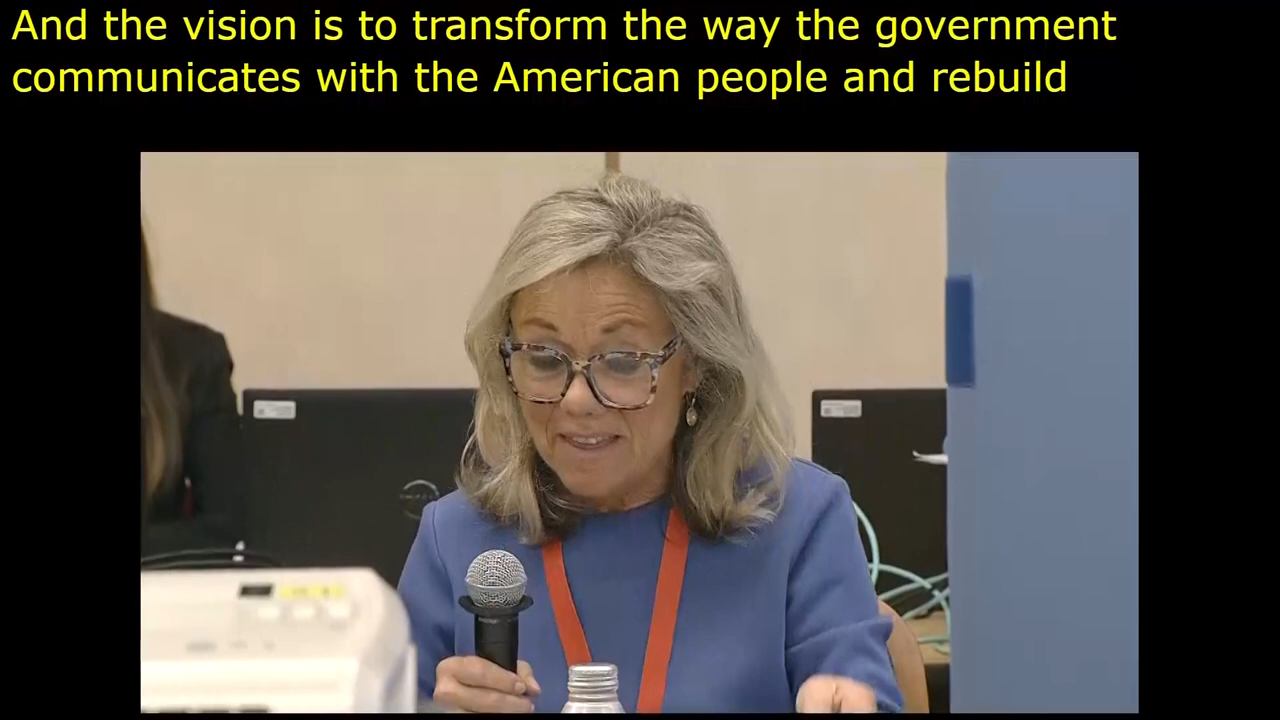 And the vision is to transform the way the government
communicates with the American people and rebuild